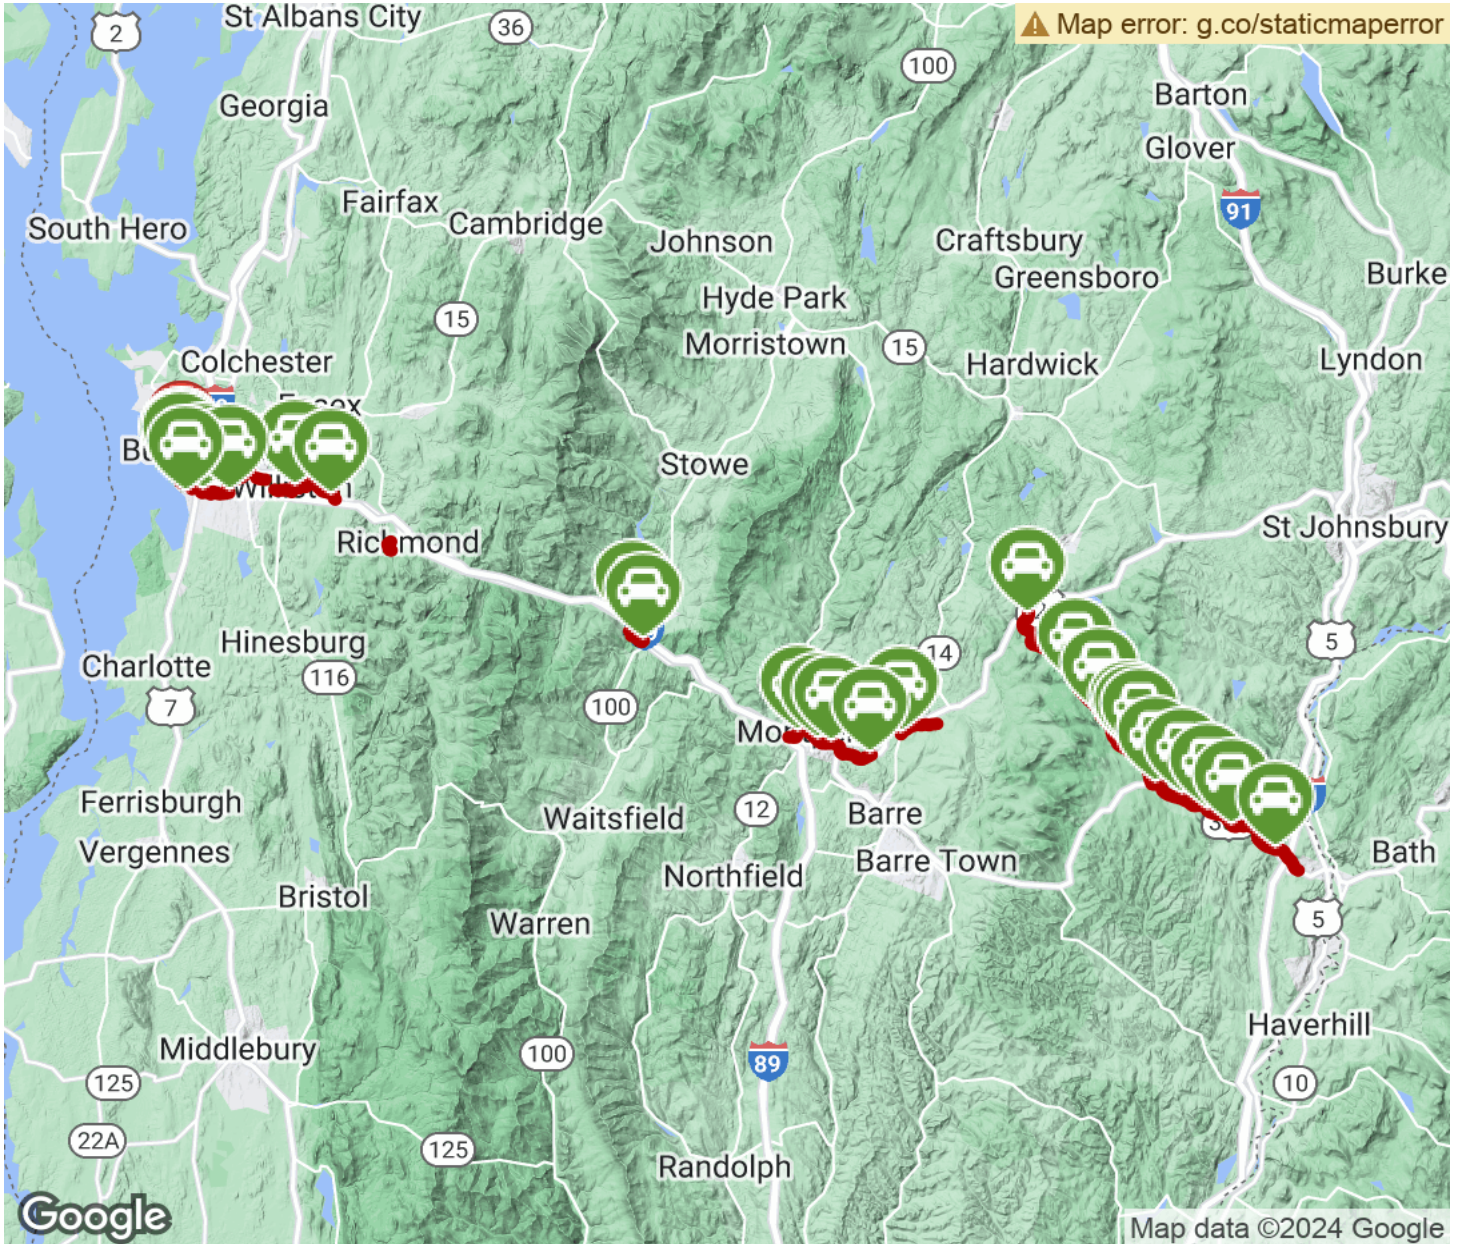 Map error: g.co/staticmaperror
St Albans City
36
2
100
Barton
Georgia
Glover
Fairfax
91
Cambridge
South Hero
Johnson
Craftsbury
Greensboro
Burke
Hyde Park
15
Morristown
15
Colchester
Hardwick
Lyndon
Stowe
Richmond
St Johnsbury
Hinesburg
5
14
Charlotte
116
7
100
Ferrisburgh
12
Waitsfield
Barre
Vergennes
Bath
Barre Town
Northfield
Bristol
5
Warren
Haverhill
Middlebury
100
89
125
10
22A
125
Randolph
Google
Map data ©2024 Google